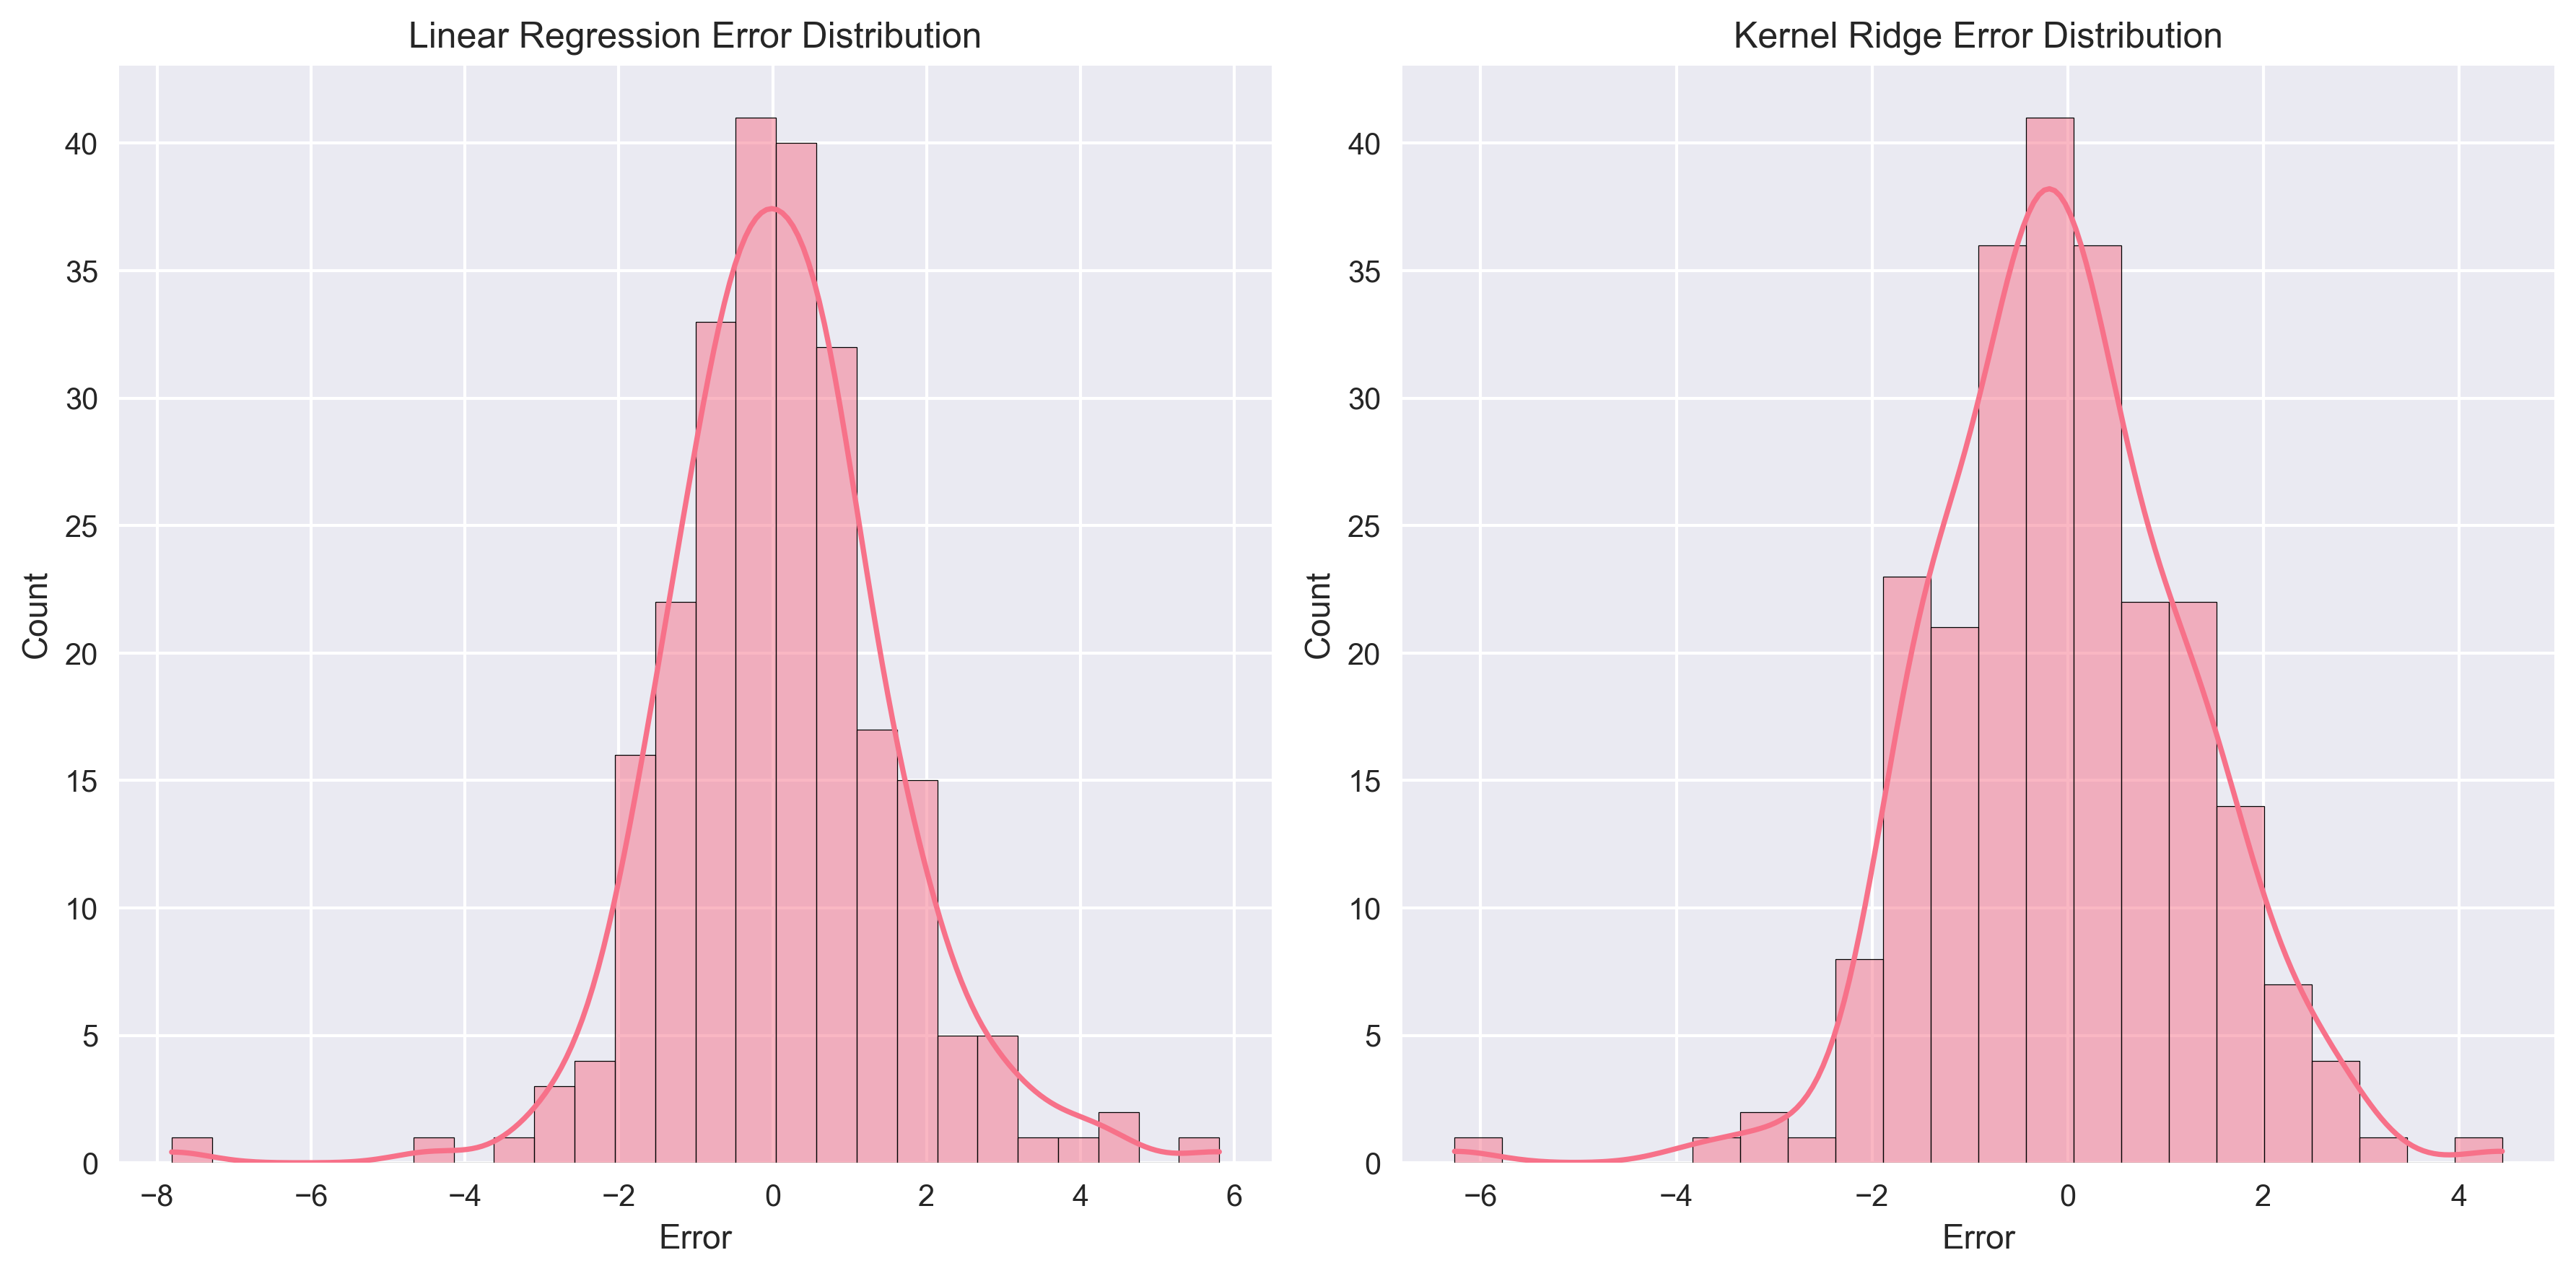 Linear Regression Error Distribution
Count
40
35
30
25
20
15
10
5
0
−8 −6 −4 −2 0 2 4 6
Error
Kernel Ridge Error Distribution
Count
40
35
30
25
20
15
10
5
0
−6 −4 −2 0 2 4
Error